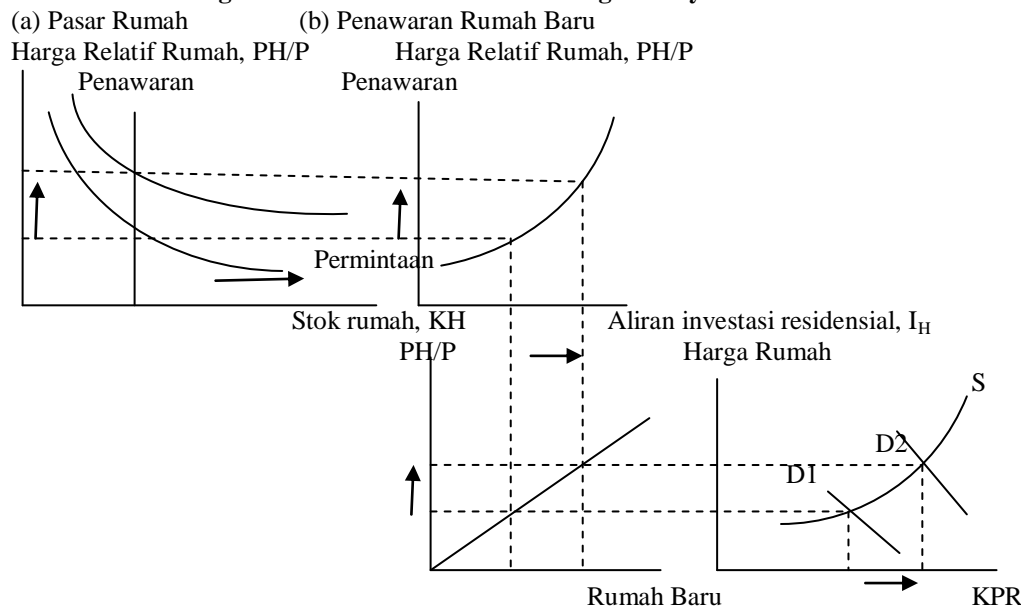 (a) Pasar Rumah
(b) Penawaran Rumah Baru
Harga Relatif Rumah, PH/P
Harga Relatif Rumah, PH/P
Penawaran
Penawaran
Permintaan
Stok rumah, KH
Aliran investasi residensial, I_H
PH/P
Harga Rumah
S
D2
D1
Rumah Baru
KPR